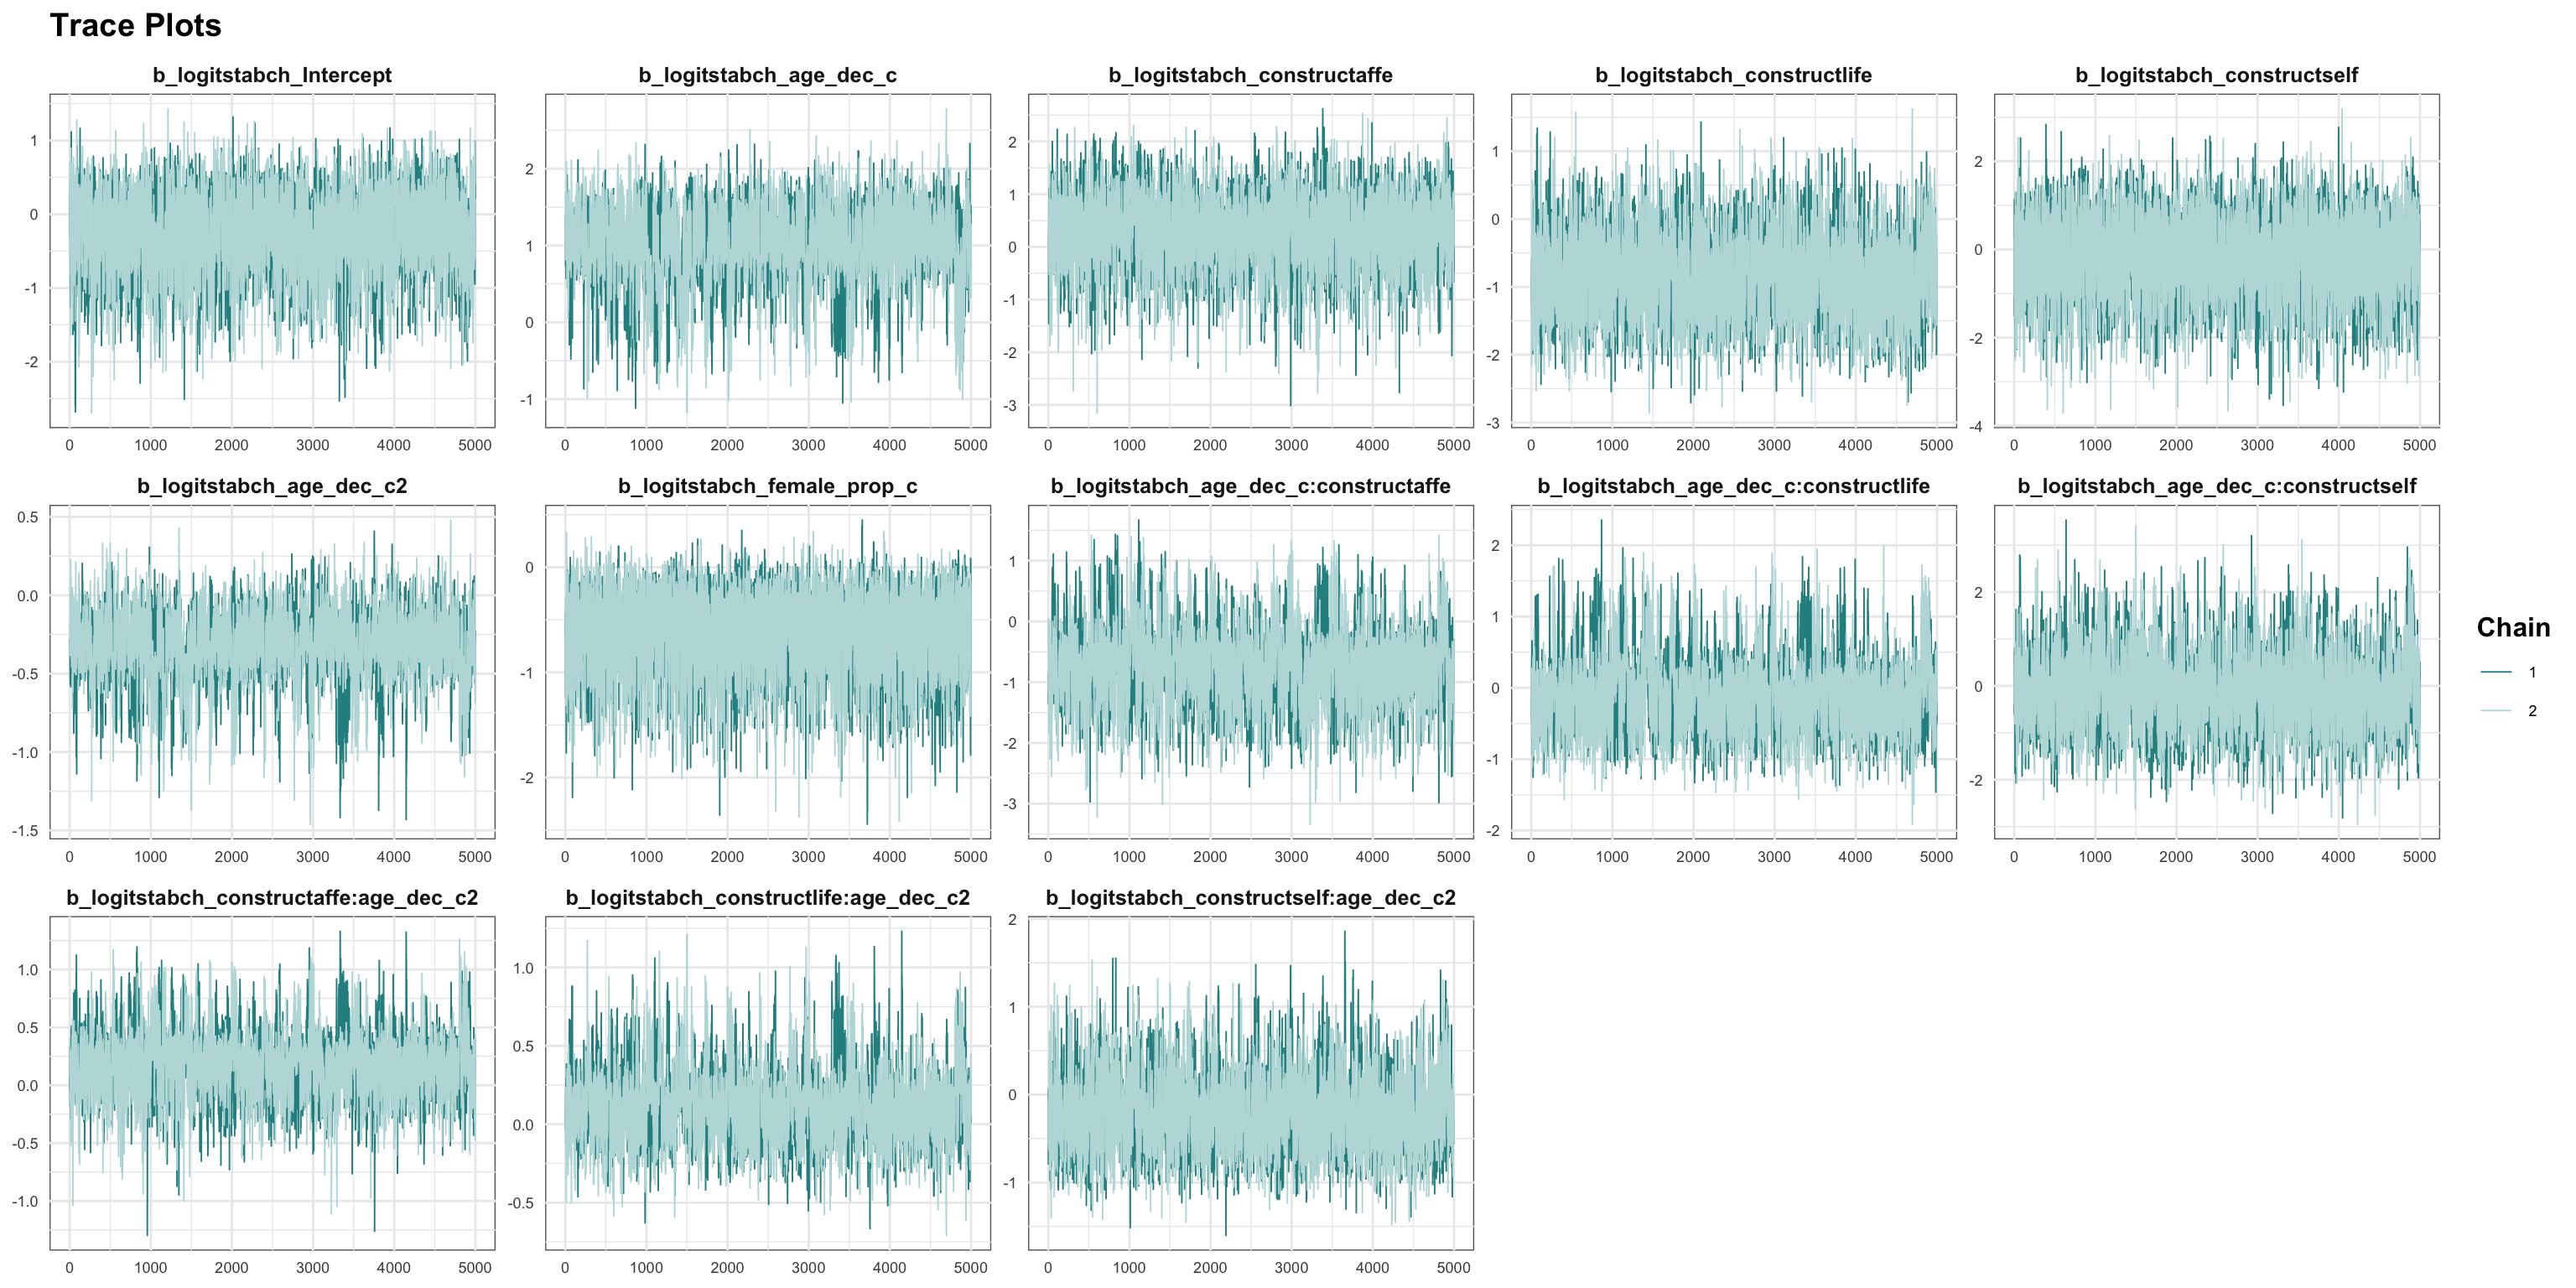 Trace Plots
b_logitstabch_Intercept
b_logitstabch_age_dec_c
b_logitstabch_constructaffe
b_logitstabch_constructlife
b_logitstabch_constructself
1
0
-1
-2
2
1
0
-1
2
1
0
-1
-2
-3
1
0
-1
-2
-3
2
0
-2
-4
0 1000 2000 3000 4000 5000
0 1000 2000 3000 4000 5000
0 1000 2000 3000 4000 5000
0 1000 2000 3000 4000 5000
0 1000 2000 3000 4000 5000
b_logitstabch_age_dec_c2
b_logitstabch_female_prop_c
b_logitstabch_age_dec_c:constructaffe
b_logitstabch_age_dec_c:constructlife
b_logitstabch_age_dec_c:constructself
0.5
0.0
-0.5
-1.0
-1.5
0
-1
-2
1
0
-1
-2
-3
2
1
0
-1
-2
2
0
-2
0 1000 2000 3000 4000 5000
0 1000 2000 3000 4000 5000
0 1000 2000 3000 4000 5000
0 1000 2000 3000 4000 5000
0 1000 2000 3000 4000 5000
b_logitstabch_constructaffe:age_dec_c2
b_logitstabch_constructlife:age_dec_c2
b_logitstabch_constructself:age_dec_c2
1.0
0.5
0.0
-0.5
-1.0
1.0
0.5
0.0
-0.5
2
1
0
-1
0 1000 2000 3000 4000 5000
0 1000 2000 3000 4000 5000
0 1000 2000 3000 4000 5000
Chain
1
2